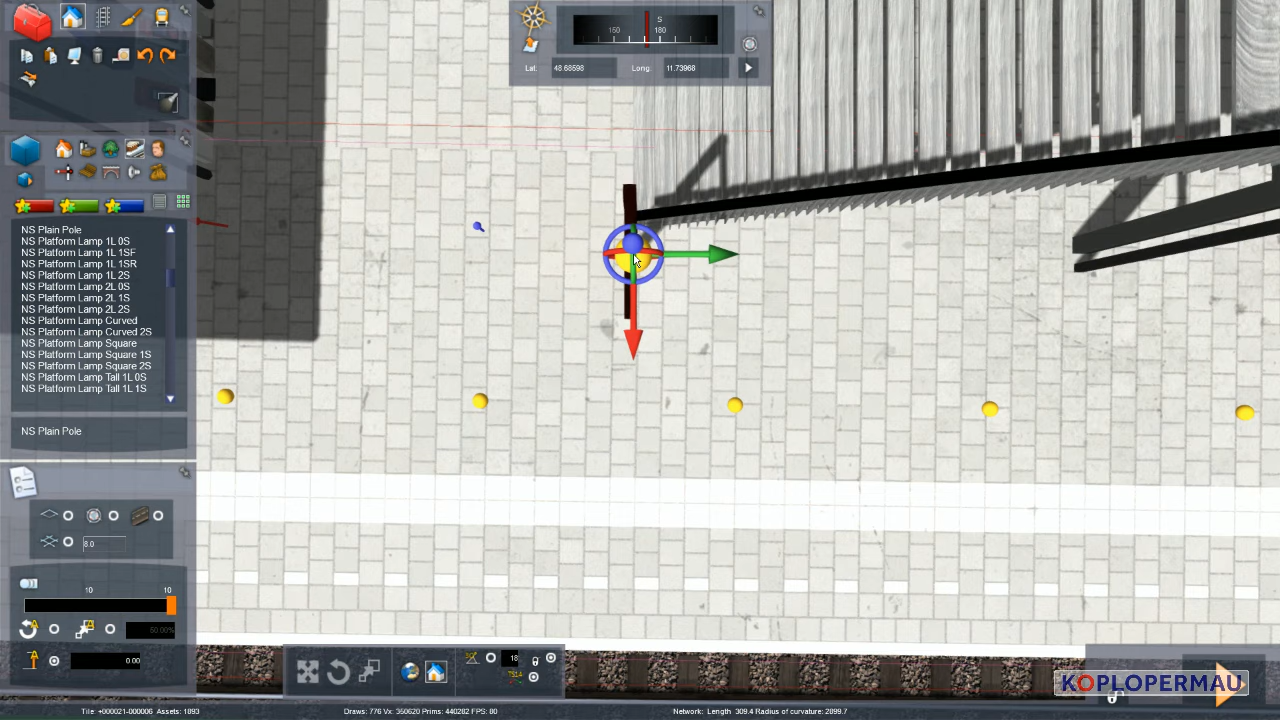 S
150 180
Lat: 48.68598 Long: 11.73968
NS Plain Pole
NS Platform Lamp 1L 0S
NS Platform Lamp 1L 1SF
NS Platform Lamp 1L 1SR
NS Platform Lamp 1L 2S
NS Platform Lamp 2L 0S
NS Platform Lamp 2L 1S
NS Platform Lamp 2L 2S
NS Platform Lamp Curved
NS Platform Lamp Curved 2S
NS Platform Lamp Square
NS Platform Lamp Square 1S
NS Platform Lamp Square 2S
NS Platform Lamp Tall 1L 0S
NS Platform Lamp Tall 1L 1S
NS Plain Pole
8.0
10 10
50.00%
0.00
18
KOPLOPERMAU
Tile: +000021-000006 Assets: 1893
Draws: 776 Vx: 350620 Prims: 440282 FPS: 80
Network: Length 309.4 Radius of curvature: 2899.7